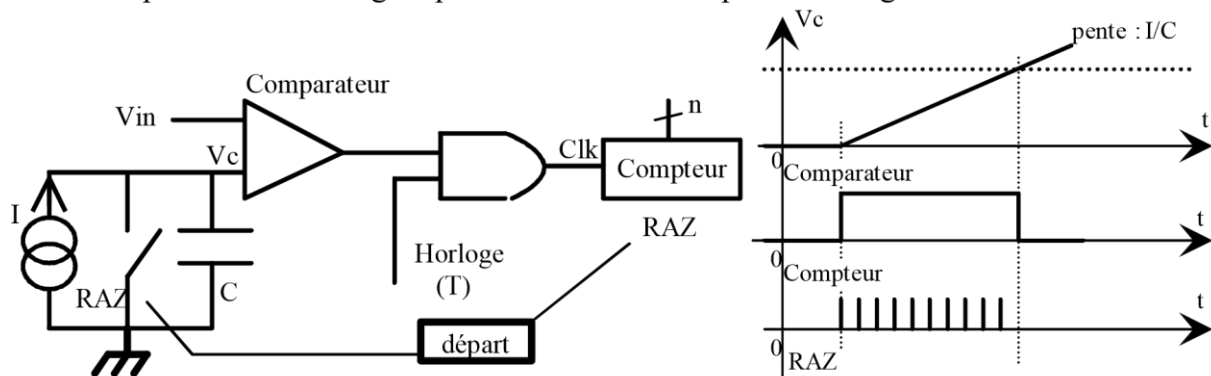 Comparateur
Vin
Vc
I
RAZ
C
Horloge
(T)
départ
Clk
n
Compteur
RAZ
Vc
pente : I/C
t
0
Comparateur
t
0
Compteur
t
0
RAZ